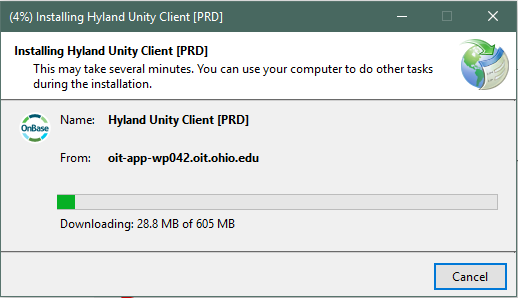 (4%) Installing Hyland Unity Client [PRD]
Installing Hyland Unity Client [PRD]
This may take several minutes. You can use your computer to do other tasks
during the installation.
OnBase
Name: Hyland Unity Client [PRD]
From: oit-app-wp042.oit.ohio.edu
Downloading: 28.8 MB of 605 MB
Cancel